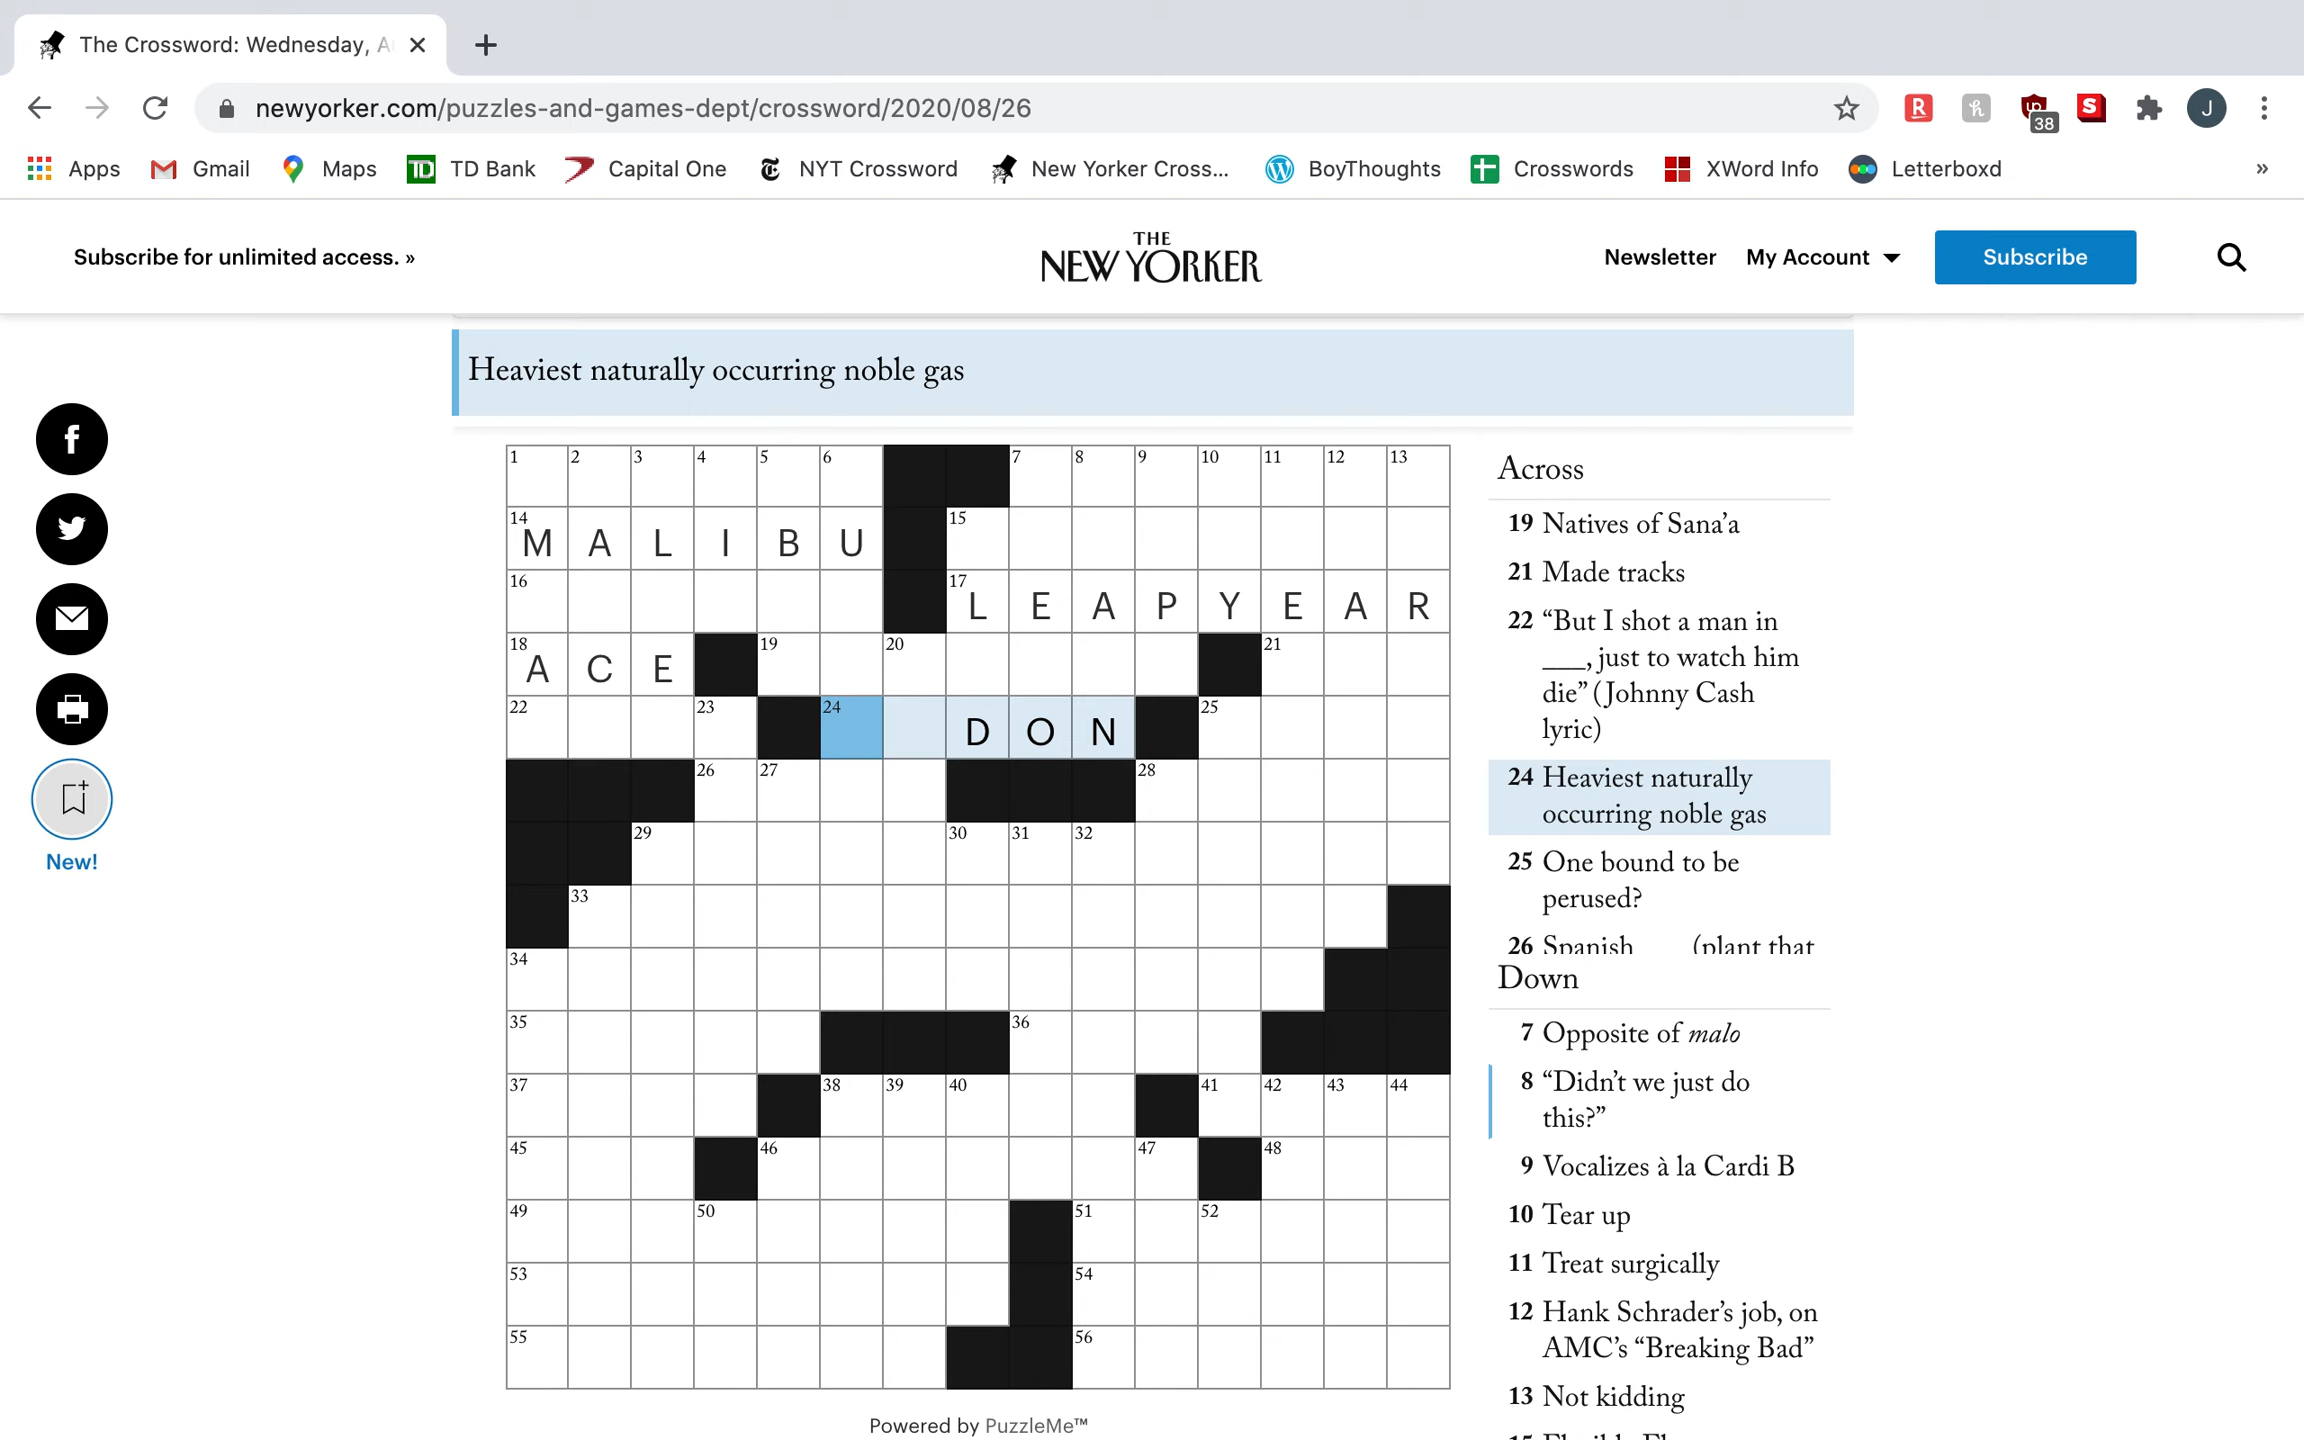 The Crossword: Wednesday, A
newyorker.com/puzzles-and-games-dept/crossword/2020/08/26
38
J
Apps
Gmail
Maps
TD Bank
Capital One
NYT Crossword
New Yorker Cross...
BoyThoughts
Crosswords
XWord Info
Letterboxd
»
Subscribe for unlimited access. »
THE
NEW YORKER
Newsletter
My Account
Subscribe
Heaviest naturally occurring noble gas
New!
1 2 3 4 5 6 7 8 9 10 11 12 13
14 15
M A L I B U
16 17
L E A P Y E A R
18 19 20 21
A C E
22 23 24 25
D O N
26 27 28
29 30 31 32
33
34
35 36
37 38 39 40 41 42 43 44
45 46 47 48
49 50 51 52
53 54
55 56
Powered by PuzzleMe™
Across
19 Natives of Sana’a
21 Made tracks
22 “But I shot a man in
___, just to watch him
die” (Johnny Cash
lyric)
24 Heaviest naturally
occurring noble gas
25 One bound to be
perused?
26 Spanish ___ (plant that
Down
7 Opposite of malo
8 “Didn’t we just do
this?”
9 Vocalizes à la Cardi B
10 Tear up
11 Treat surgically
12 Hank Schrader’s job, on
AMC’s “Breaking Bad”
13 Not kidding